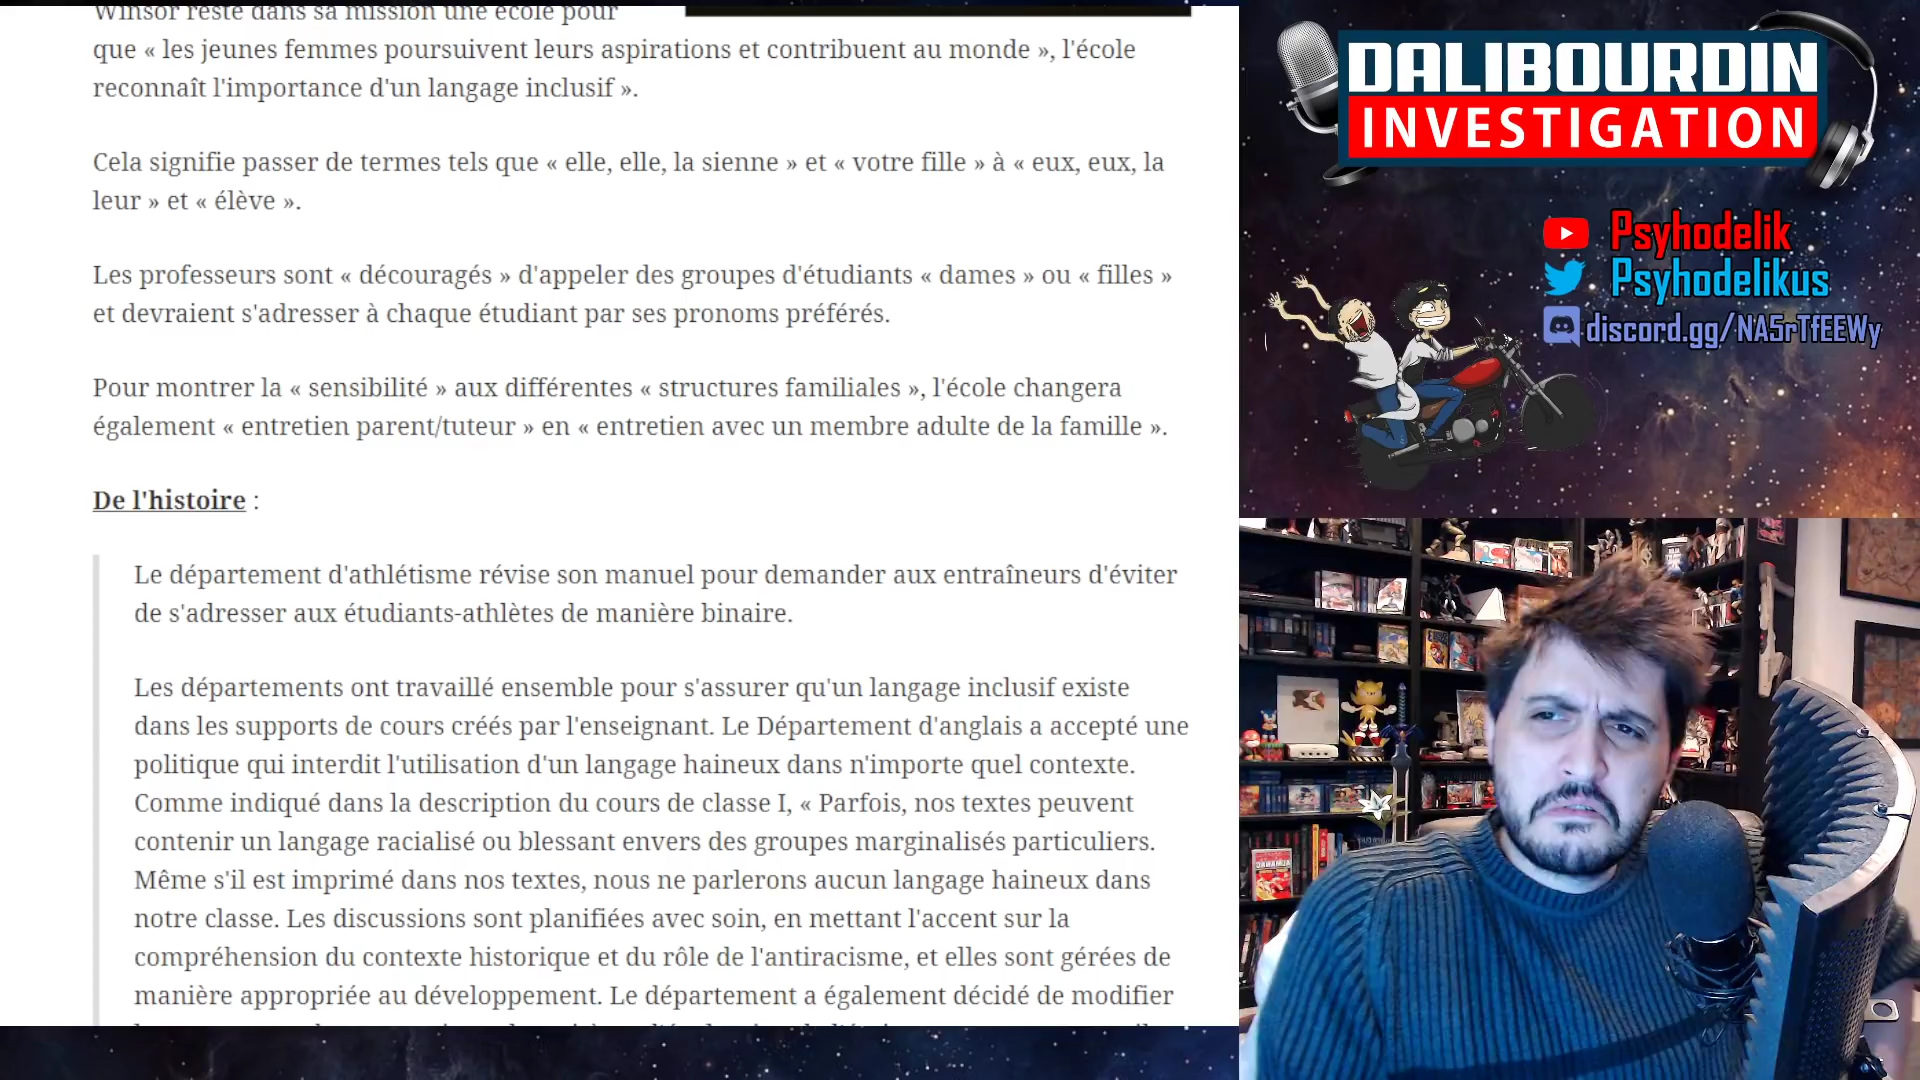 Winsor reste dans sa mission une école pour
que « les jeunes femmes poursuivent leurs aspirations et contribuent au monde », l'école
reconnaît l'importance d'un langage inclusif ».
Cela signifie passer de termes tels que « elle, elle, la sienne » et « votre fille » à « eux, eux, la
leur » et « élève ».
Les professeurs sont « découragés » d'appeler des groupes d'étudiants « dames » ou « filles »
et devraient s'adresser à chaque étudiant par ses pronoms préférés.
Pour montrer la « sensibilité » aux différentes « structures familiales », l'école changera
également « entretien parent/tuteur » en « entretien avec un membre adulte de la famille ».
De l'histoire :
Le département d'athlétisme révise son manuel pour demander aux entraîneurs d'éviter
de s'adresser aux étudiants-athlètes de manière binaire.
Les départements ont travaillé ensemble pour s'assurer qu'un langage inclusif existe
dans les supports de cours créés par l'enseignant. Le Département d'anglais a accepté une
politique qui interdit l'utilisation d'un langage haineux dans n'importe quel contexte.
Comme indiqué dans la description du cours de classe I, « Parfois, nos textes peuvent
contenir un langage racialisé ou blessant envers des groupes marginalisés particuliers.
Même s'il est imprimé dans nos textes, nous ne parlerons aucun langage haineux dans
notre classe. Les discussions sont planifiées avec soin, en mettant l'accent sur la
compréhension du contexte historique et du rôle de l'antiracisme, et elles sont gérées de
manière appropriée au développement. Le département a également décidé de modifier
DALIBOURDIN
INVESTIGATION
Psyhodelik
Psyhodelikus
discord.gg/NA5rTfEEWy